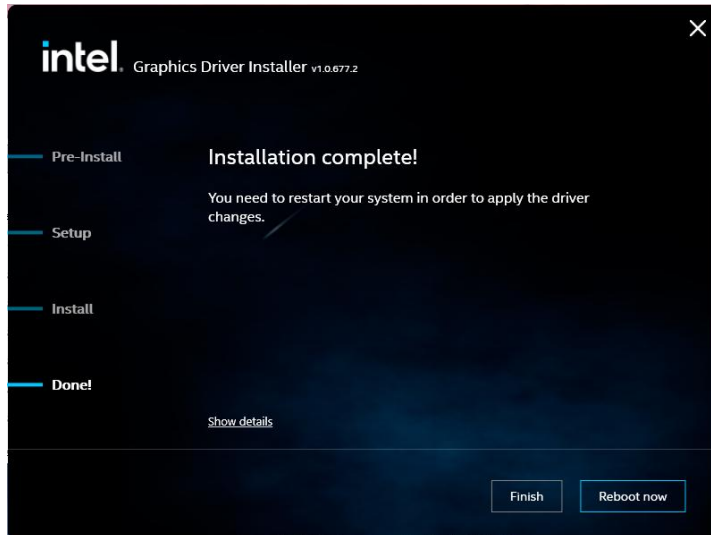 intel. Graphics Driver Installer v1.0.677.2
Pre-Install
Setup
Install
Done!
Installation complete!
You need to restart your system in order to apply the driver
changes.
Show details
Finish
Reboot now